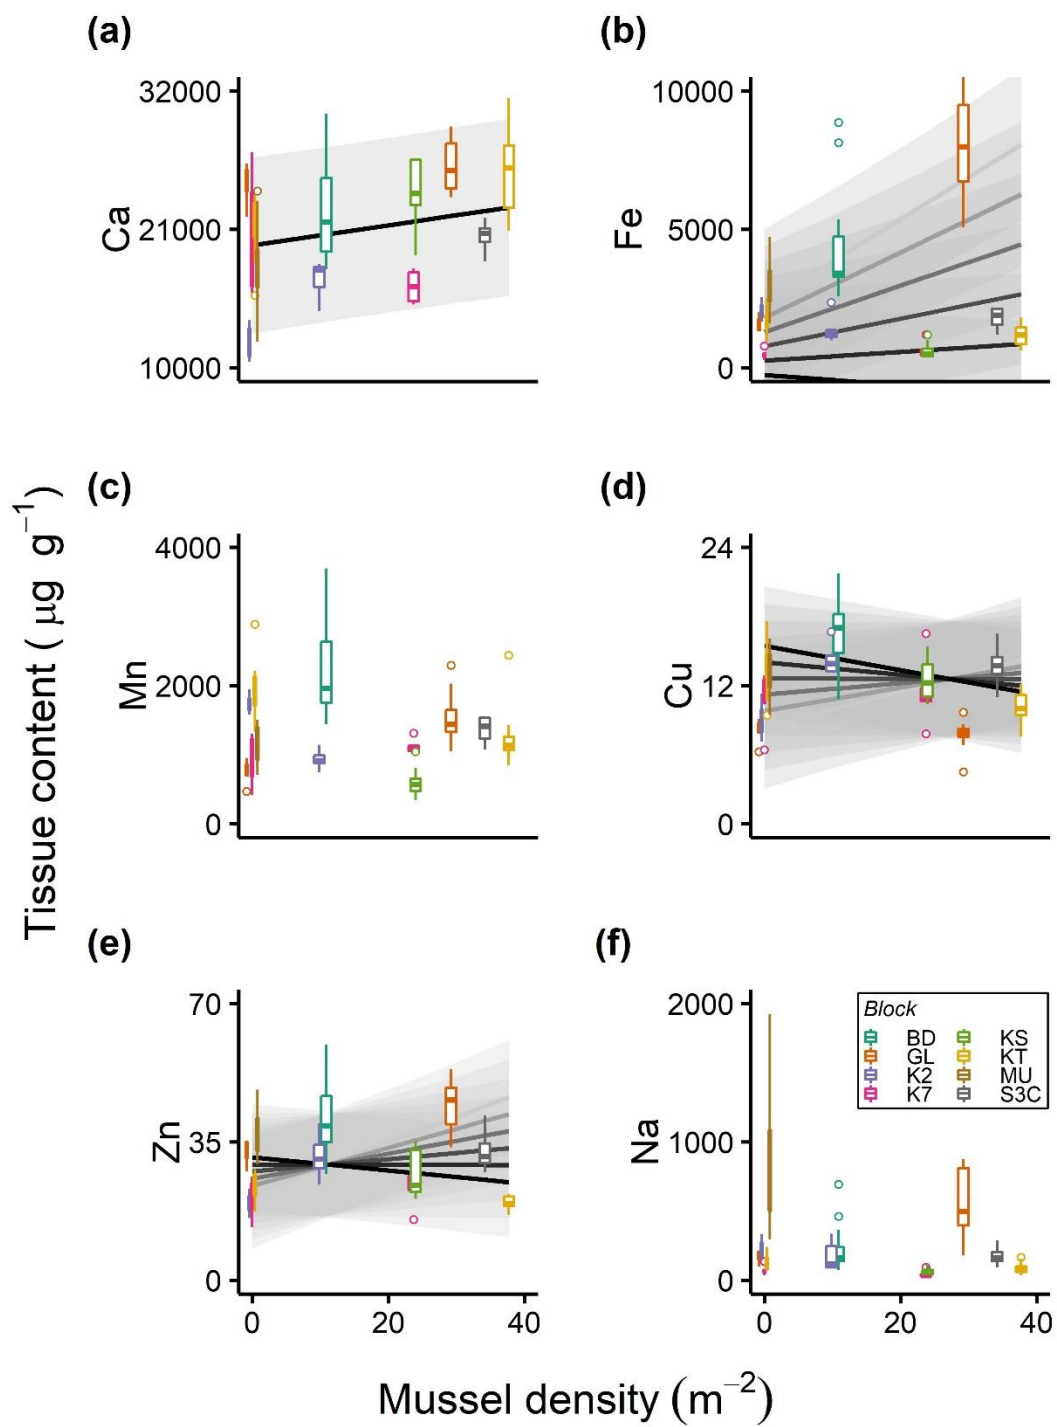 (a)
(b)
Ca
32000
21000
10000
Fe
10000
5000
0
(c)
(d)
Mn
4000
2000
0
Cu
24
12
0
Tissue content ( μg g⁻¹)
(e)
(f)
Zn
70
35
0
0 20 40
Na
2000
1000
0
Block
BD KS
GL KT
K2 MU
K7 S3C
0 20 40
Mussel density (m⁻²)